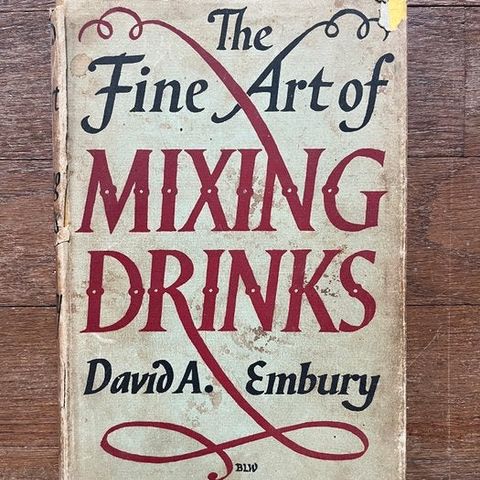 The
Fine Art of
MIXING
DRINKS
David A. Embury
BLW